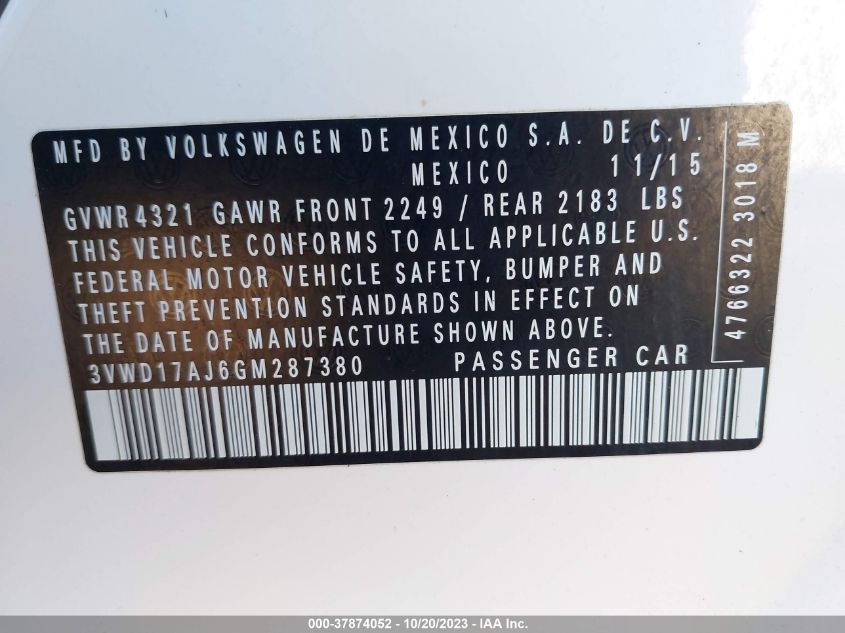 MFD BY VOLKSWAGEN DE MEXICO S.A. DE C.V.
MEXICO 11/15
GVWR 4321 GAWR FRONT 2249 / REAR 2183 LBS
THIS VEHICLE CONFORMS TO ALL APPLICABLE U.S.
FEDERAL MOTOR VEHICLE SAFETY, BUMPER AND
THEFT PREVENTION STANDARDS IN EFFECT ON
THE DATE OF MANUFACTURE SHOWN ABOVE.
3VWD17AJ6GM287380 PASSENGER CAR
4766322 3018 M
000-37874052 - 10/20/2023 - IAA Inc.